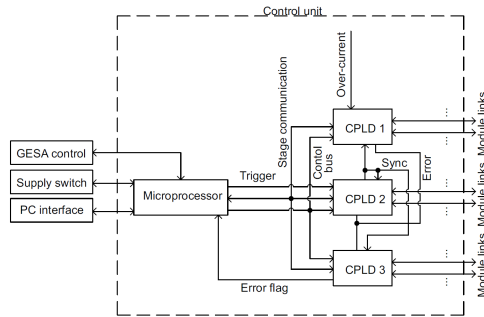 Control unit
Over-current
Stage communication
CPLD 1
Module links
GESA control
Contol
bus
Sync
Error
Trigger
Supply switch
Microprocessor
CPLD 2
Module links
PC interface
CPLD 3
Error flag
Module links